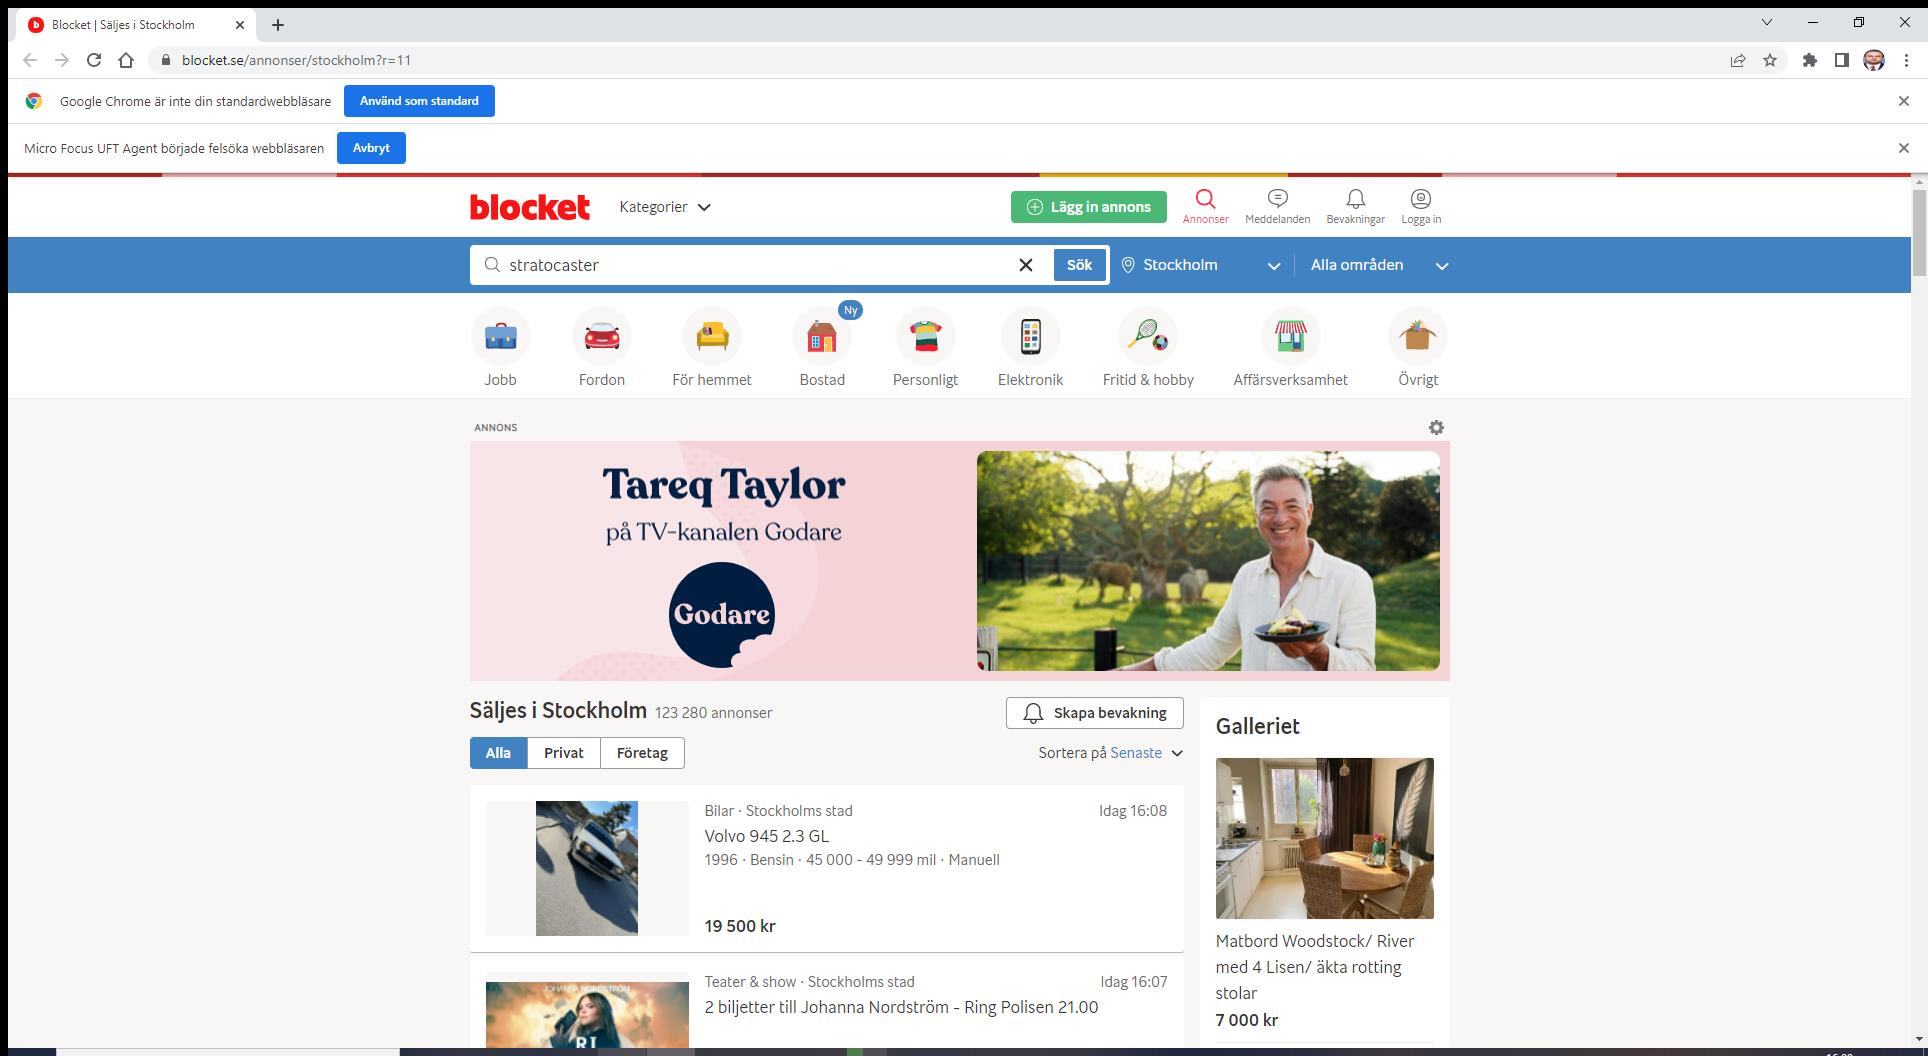 Blocket | Säljes i Stockholm
blocket.se/annonser/stockholm?r=11
Google Chrome är inte din standardwebbläsare
Använd som standard
Micro Focus UFT Agent började felsöka webbläsaren
Avbryt
blocket
Kategorier
Lägg in annons
Annonser
Meddelanden
Bevakningar
Logga in
stratocaster
Sök
Stockholm
Alla områden
Ny
Jobb
Fordon
För hemmet
Bostad
Personligt
Elektronik
Fritid & hobby
Affärsverksamhet
Övrigt
ANNONS
Tareq Taylor
på TV-kanalen Godare
Godare
Säljes i Stockholm 123 280 annonser
Skapa bevakning
Alla
Privat
Företag
Sortera på Senaste
Bilar · Stockholms stad
Idag 16:08
Volvo 945 2.3 GL
1996 · Bensin · 45 000 - 49 999 mil · Manuell
19 500 kr
Teater & show · Stockholms stad
Idag 16:07
2 biljetter till Johanna Nordström - Ring Polisen 21.00
JOHANNA NORDSTRÖM
Galleriet
Matbord Woodstock/ River
med 4 Lisen/ äkta rotting
stolar
7 000 kr